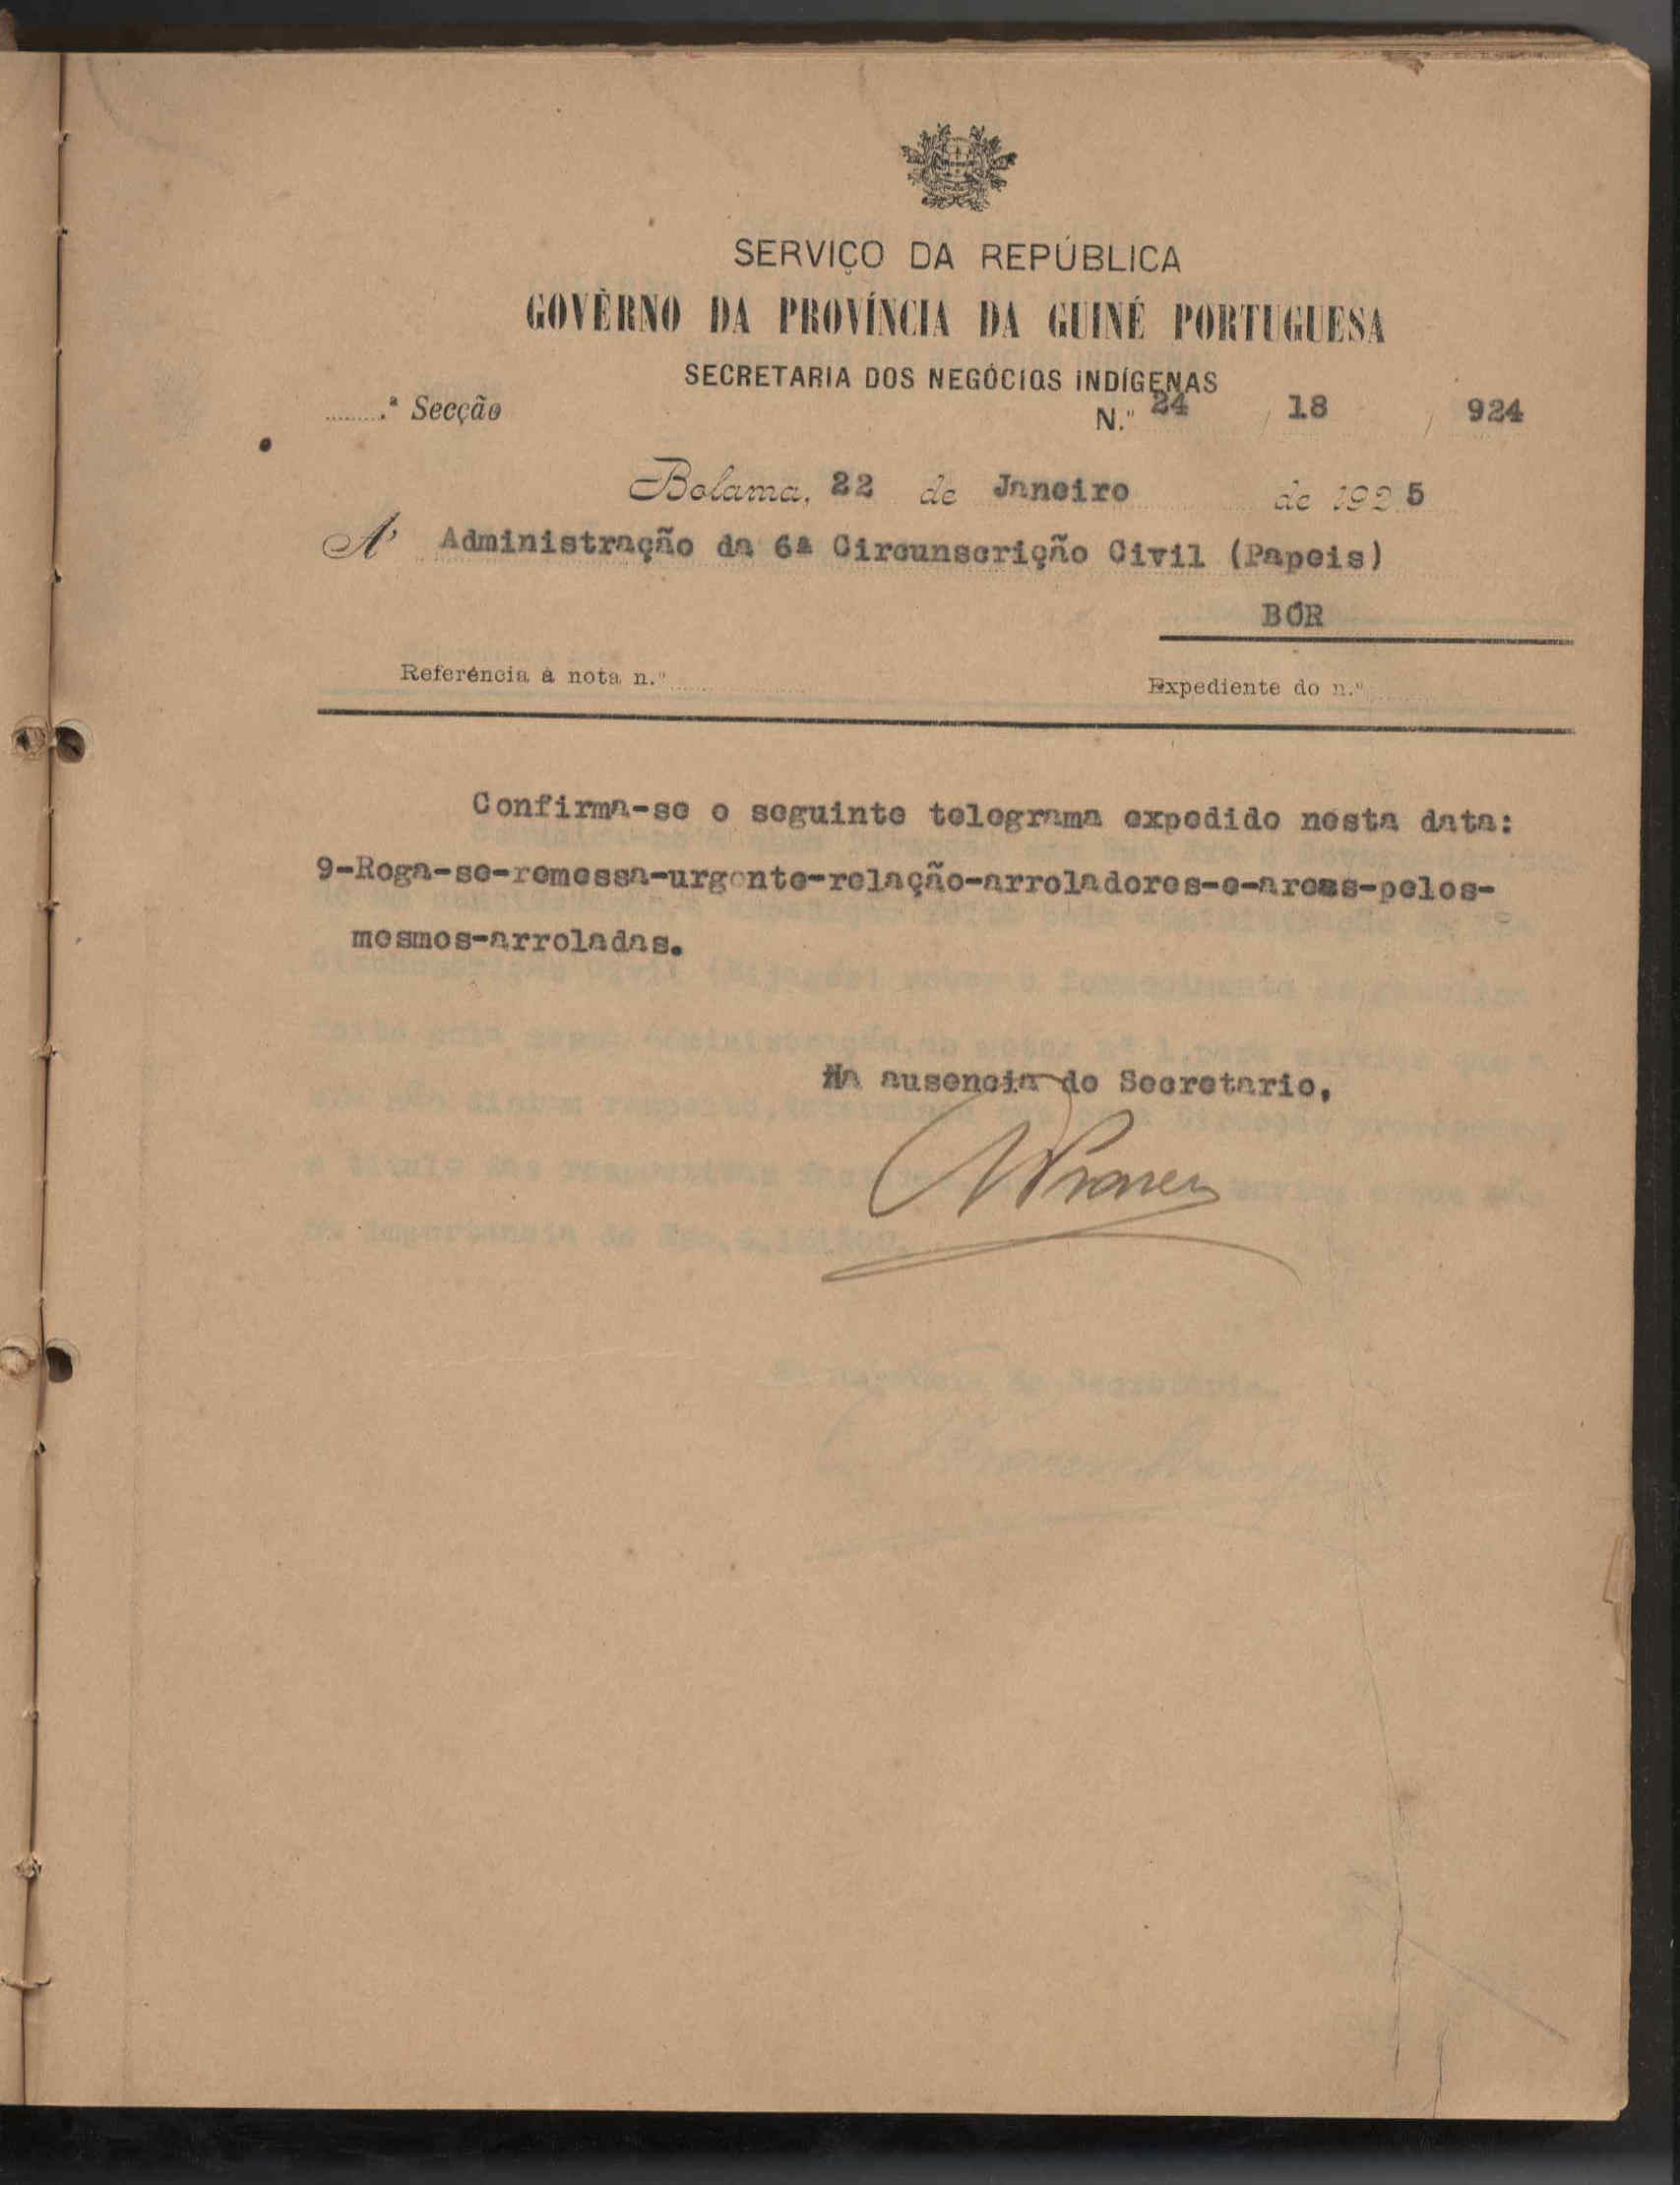 SERVIÇO DA REPÚBLICA
GOVÊRNO DA PROVÍNCIA DA GUINÉ PORTUGUESA
SECRETARIA DOS NEGÓCIOS INDÍGENAS
.ª Secção N.º 24 / 18 / 924
Bolama, 22 de Janeiro de 1925
A' Administração da 6ª Circunscrição Civil (Papeis)
BÓR
Referência à nota n.º Expediente do n.º
Confirma-se o seguinte telegrama expedido nesta data:
9-Roga-se-remessa-urgente-relação-arroladores-e-areas-pelos-
mesmos-arroladas.
Na ausencia do Secretario,